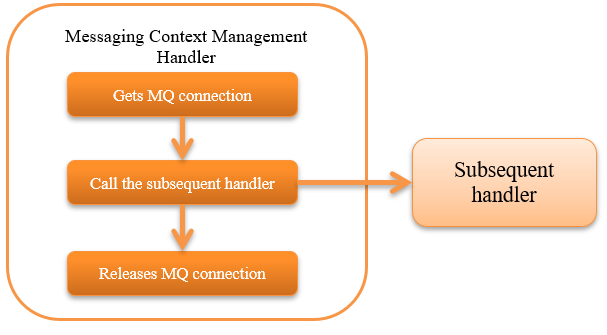 Messaging Context Management
Handler
Gets MQ connection
Call the subsequent handler
Subsequent
handler
Releases MQ connection